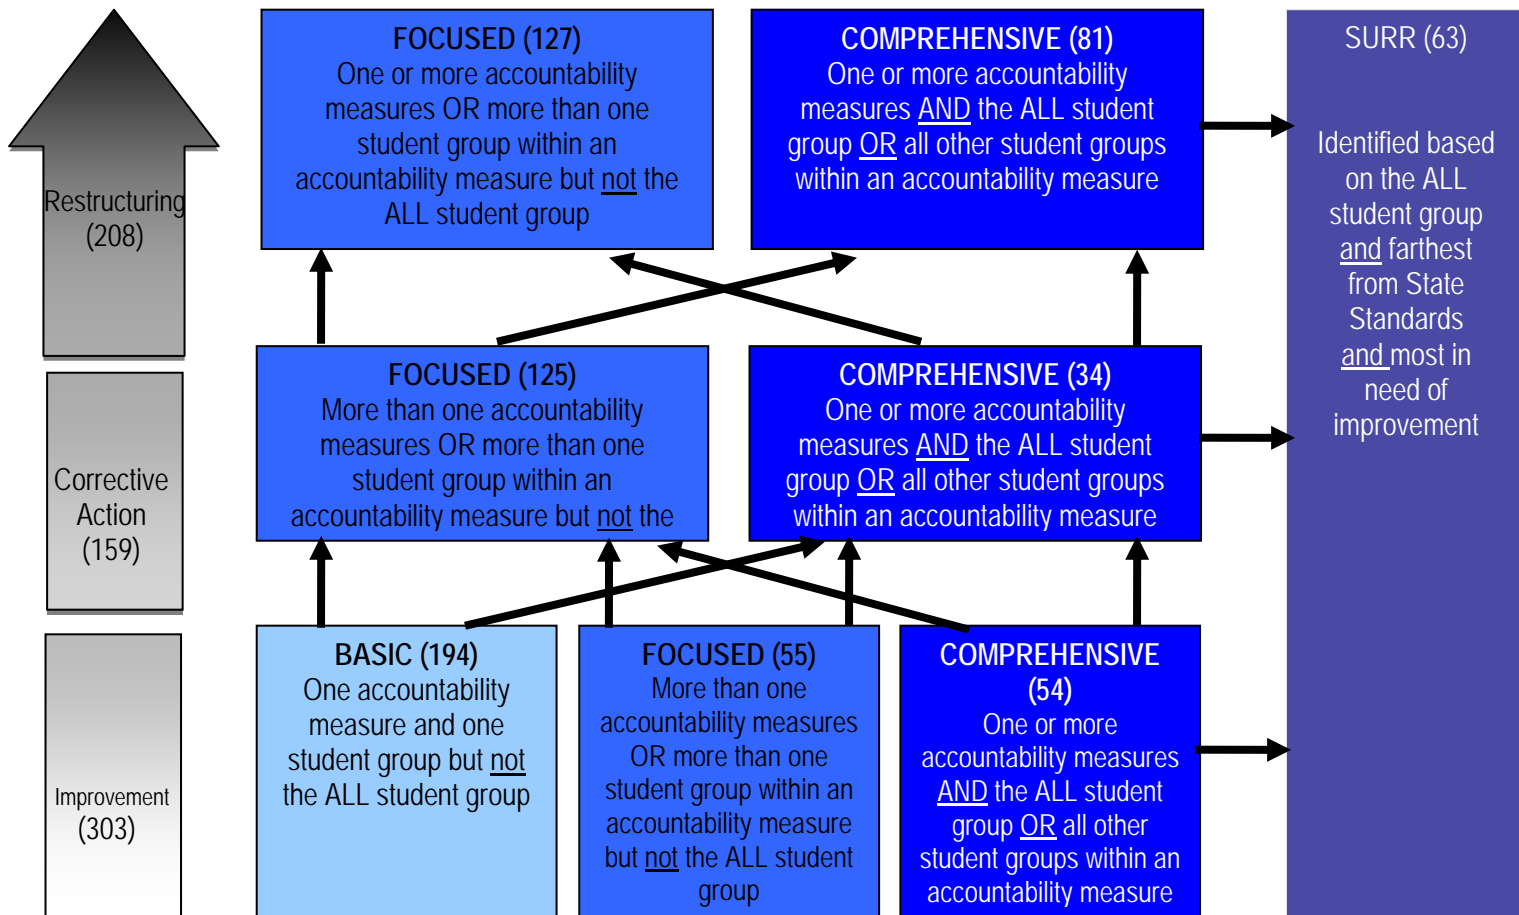 Restructuring
(208)
FOCUSED (127)
One or more accountability
measures OR more than one
student group within an
accountability measure but not the
ALL student group
COMPREHENSIVE (81)
One or more accountability
measures AND the ALL student
group OR all other student groups
within an accountability measure
SURR (63)
Identified based
on the ALL
student group
and farthest
from State
Standards
and most in
need of
improvement
Corrective
Action
(159)
FOCUSED (125)
More than one accountability
measures OR more than one
student group within an
accountability measure but not the
COMPREHENSIVE (34)
One or more accountability
measures AND the ALL student
group OR all other student groups
within an accountability measure
Improvement
(303)
BASIC (194)
One accountability
measure and one
student group but not
the ALL student group
FOCUSED (55)
More than one
accountability measures
OR more than one
student group within an
accountability measure
but not the ALL student
group
COMPREHENSIVE
(54)
One or more
accountability measures
AND the ALL student
group OR all other
student groups within an
accountability measure